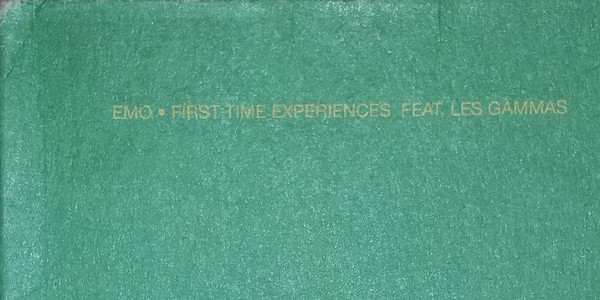 EMO • FIRST TIME EXPERIENCES FEAT. LES GAMMAS